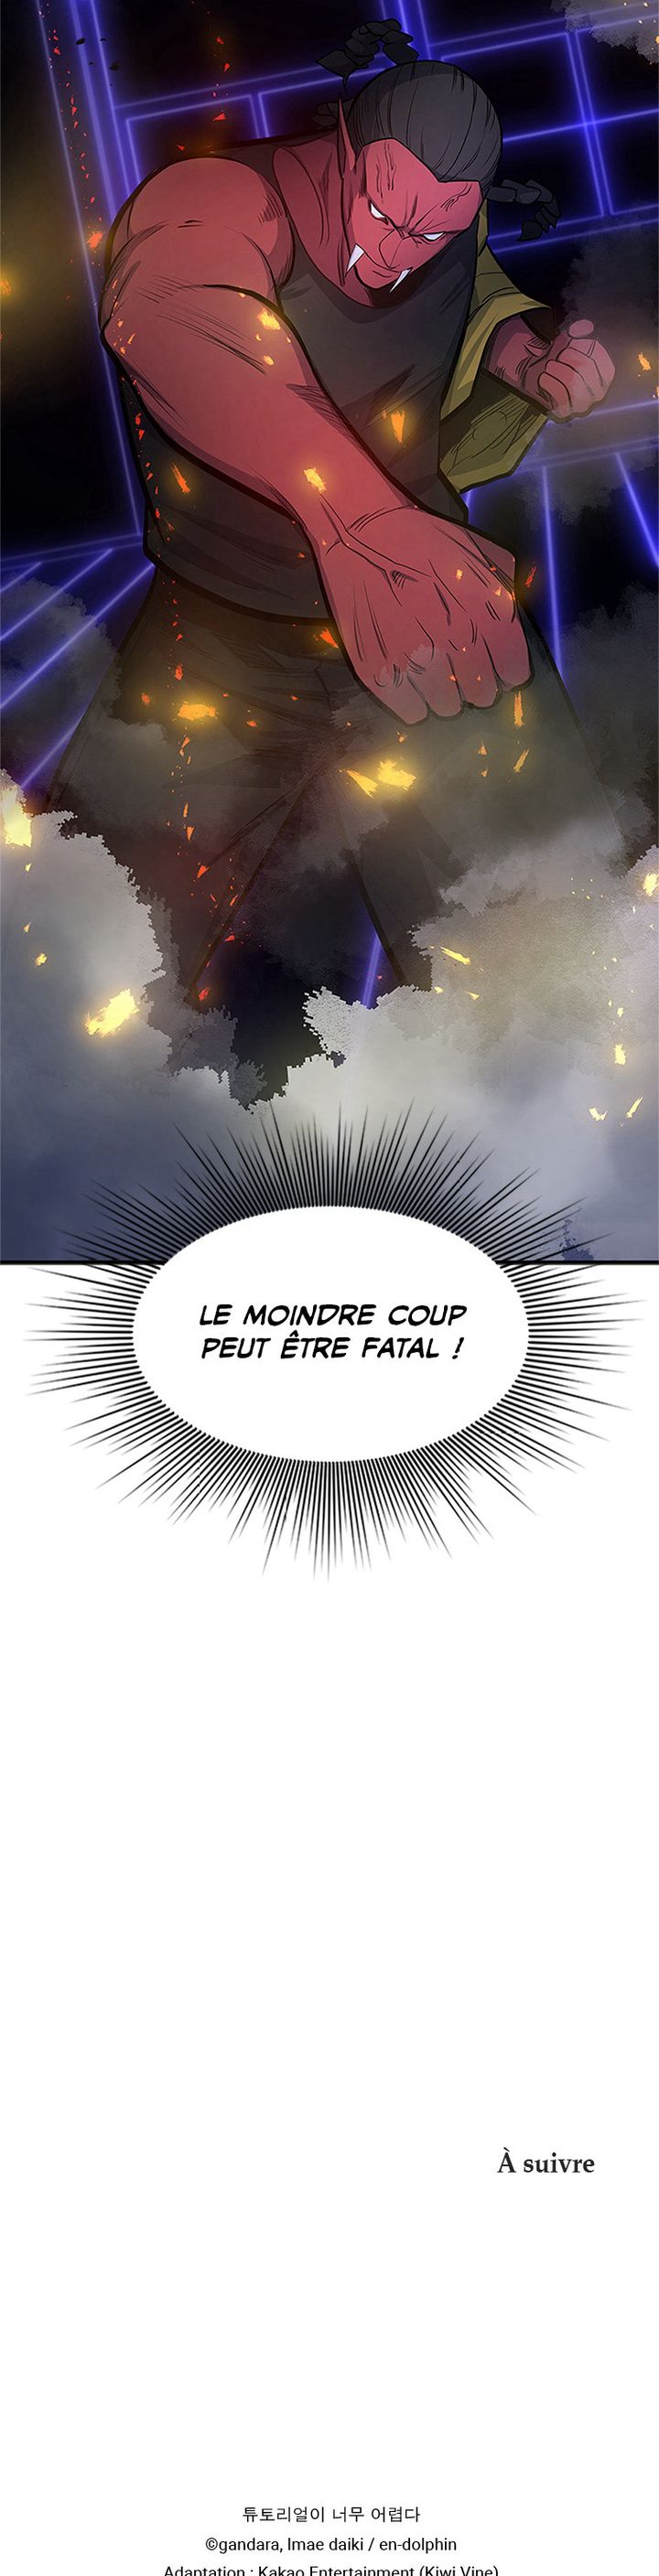 LE MOINDRE COUP
PEUT ÊTRE FATAL !
À suivre
튜토리얼이 너무 어렵다
©gandara, lmae daiki / en-dolphin
Adaptation : Kakao Entertainment (Kiwi Vine)